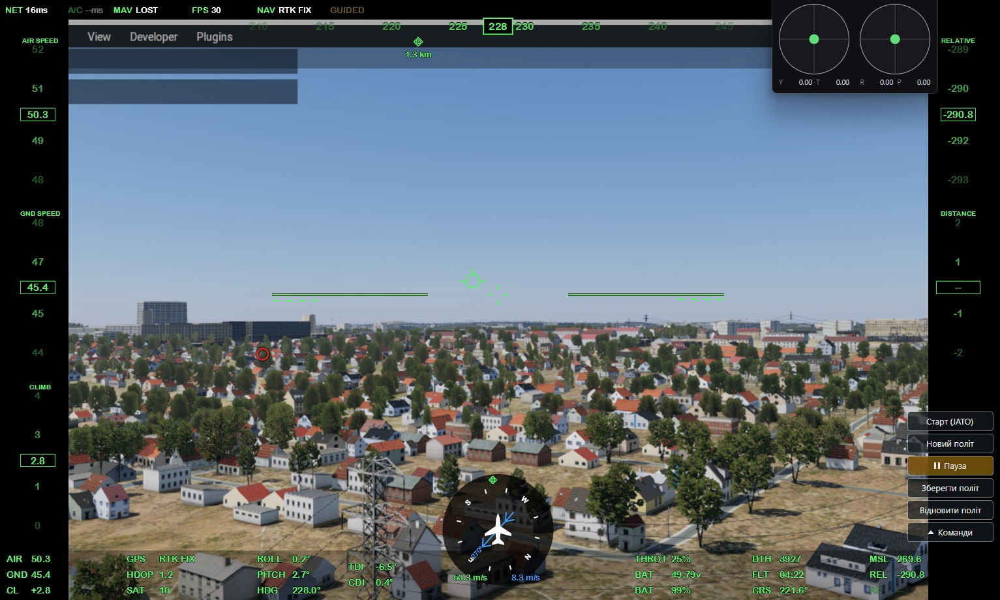 NET 16ms A/C --ms MAV LOST FPS 30 NAV RTK FIX GUIDED
210 215 220 225 228 230 235 240 245
View Developer Plugins
1.3 km
Y 0.00 T 0.00 R 0.00 P 0.00
AIR SPEED
52
51
50.3
49
48
GND SPEED
48
47
45.4
45
44
CLIMB
4
3
2.8
1
0
RELATIVE
-289
-290
-290.8
-292
-293
DISTANCE
2
1
--
-1
-2
Старт (JATO)
Новий політ
Пауза
Зберегти політ
Відновити політ
Команди
S W N E
270°
50.3 m/s 8.3 m/s
AIR 50.3
GND 45.4
CL +2.8
GPS RTK FIX
HDOP 1.2
SAT 10
ROLL 0.2°
PITCH 2.7°
HDG 228.0°
TDI -6.5°
CDI 0.4°
THROT 25%
BAT 49.79v
BAT 99%
DTH 3927
FLT 04:22
CRS 221.6°
MSL 269.6
REL -290.8